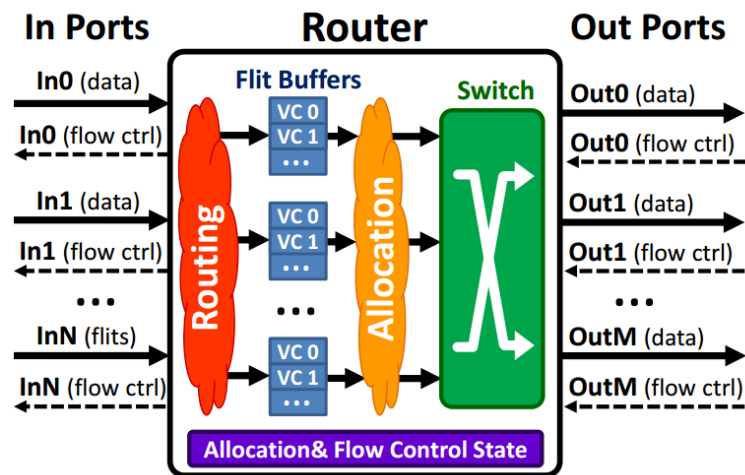 In Ports
Router
Out Ports
In0 (data)
In0 (flow ctrl)
In1 (data)
In1 (flow ctrl)
...
InN (flits)
InN (flow ctrl)
Routing
Flit Buffers
VC 0
VC 1
...
VC 0
VC 1
...
...
VC 0
VC 1
...
Allocation
Switch
Allocation& Flow Control State
Out0 (data)
Out0 (flow ctrl)
Out1 (data)
Out1 (flow ctrl)
...
OutM (data)
OutM (flow ctrl)